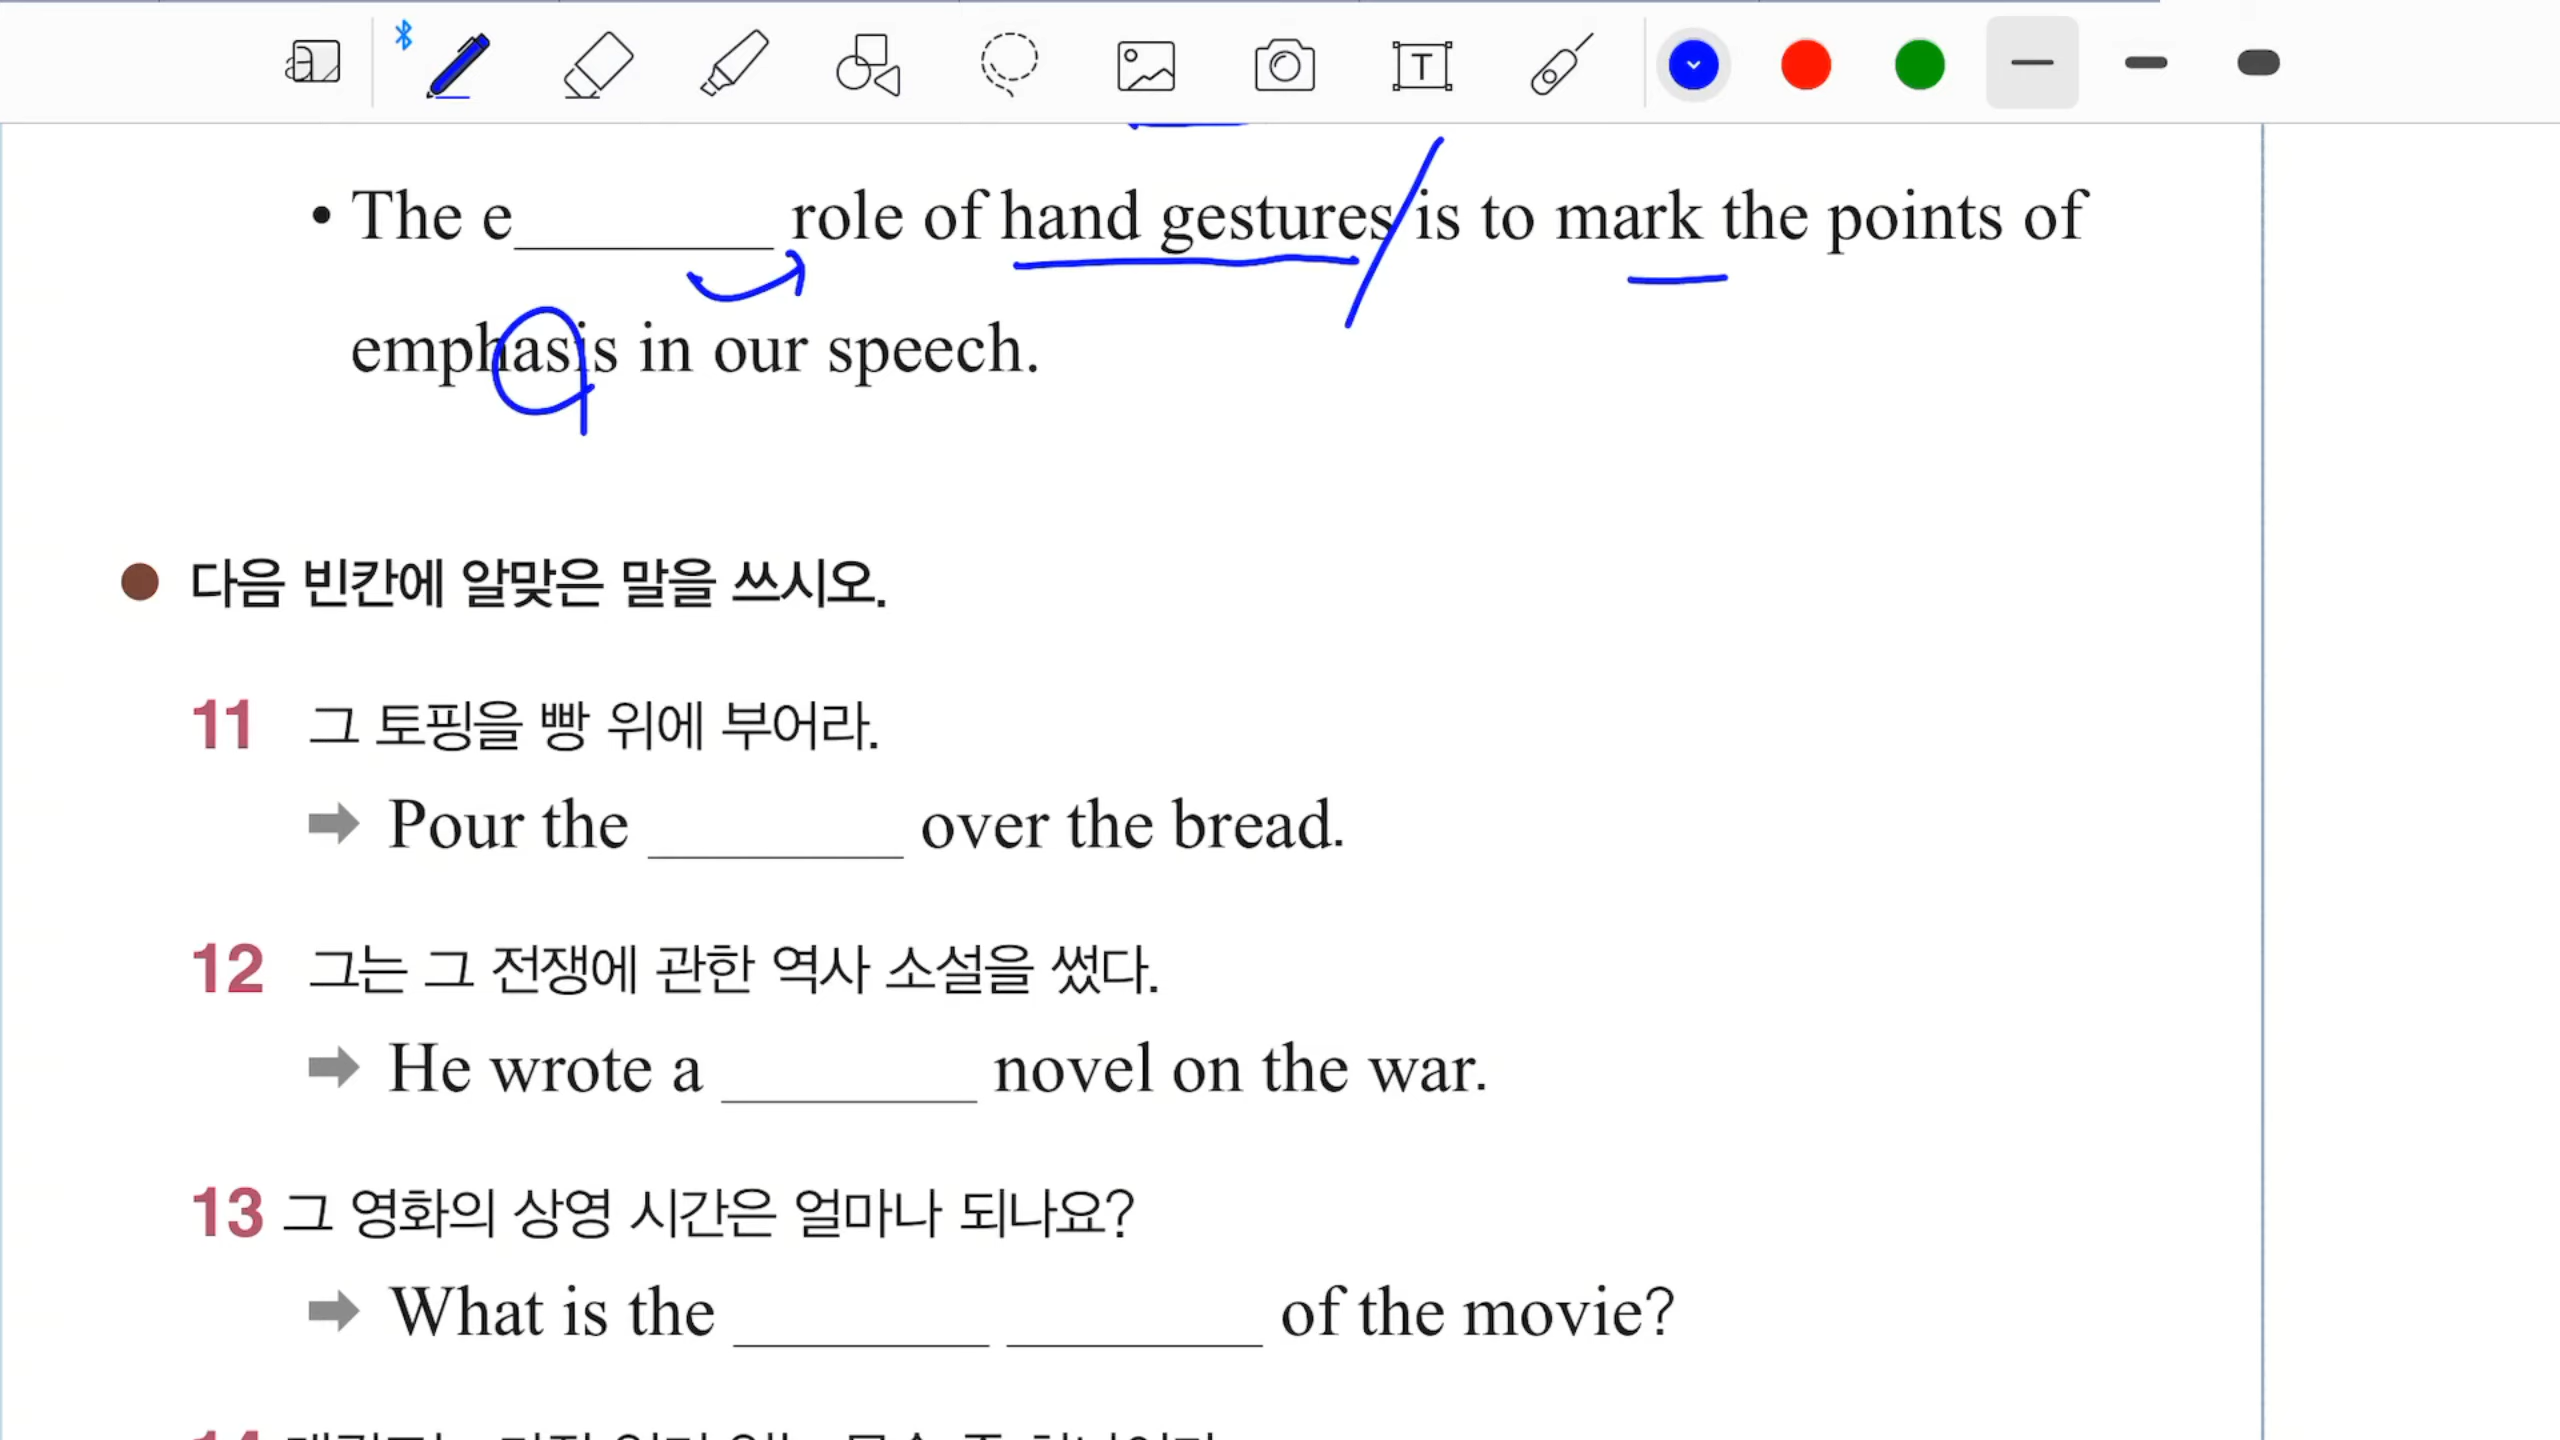 • The e________ role of hand gestures is to mark the points of
emphasis in our speech.
● 다음 빈칸에 알맞은 말을 쓰시오.
11 그 토핑을 빵 위에 부어라.
➡ Pour the ________ over the bread.
12 그는 그 전쟁에 관한 역사 소설을 썼다.
➡ He wrote a ________ novel on the war.
13 그 영화의 상영 시간은 얼마나 되나요?
➡ What is the ________ ________ of the movie?